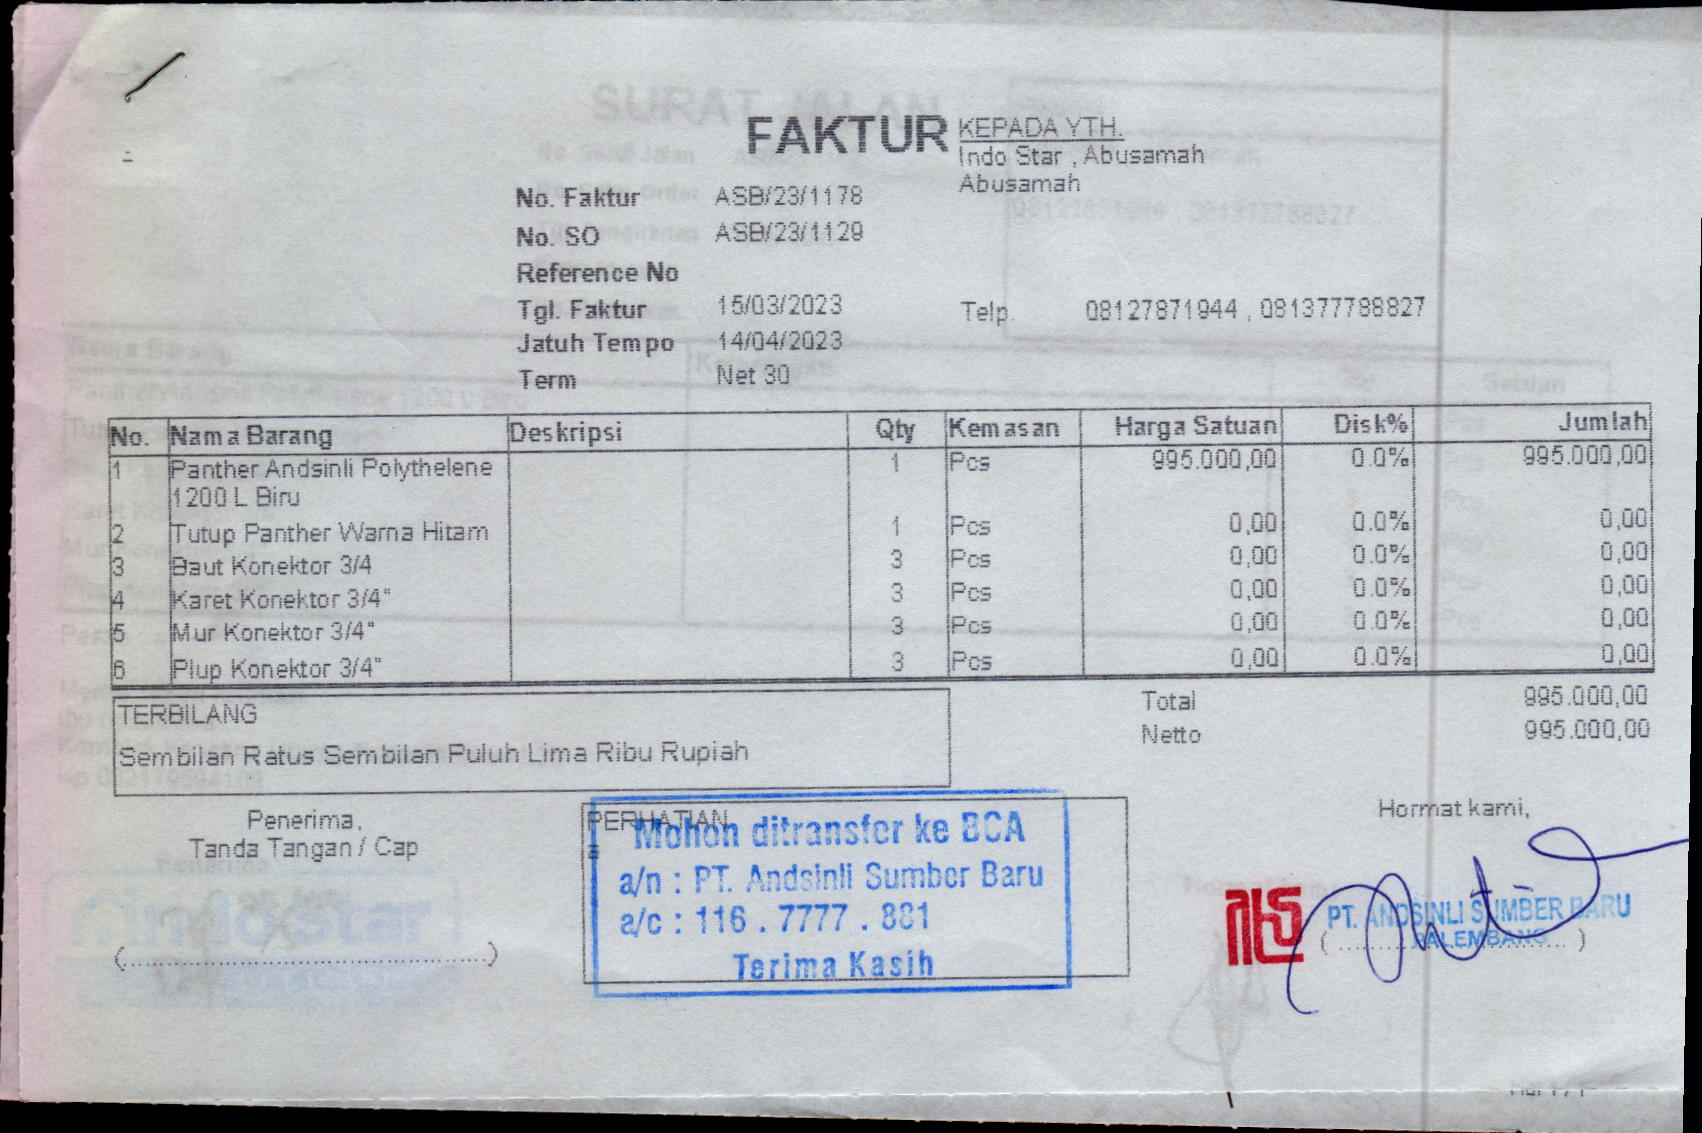 FAKTUR
KEPADA YTH.
Indo Star , Abusamah
Abusamah
No. Faktur ASB/23/1178
No. SO ASB/23/1129
Reference No
Tgl. Faktur 15/03/2023
Telp. 08127871944 , 081377788827
Jatuh Tempo 14/04/2023
Term Net 30
No. Nama Barang Deskripsi Qty Kemasan Harga Satuan Disk% Jumlah
1 Panther Andsinli Polythelene 1 Pcs 995.000,00 0.0% 995.000,00
1200 L Biru
2 Tutup Panther Warna Hitam 1 Pcs 0,00 0.0% 0,00
3 Baut Konektor 3/4 3 Pcs 0,00 0.0% 0,00
4 Karet Konektor 3/4" 3 Pcs 0,00 0.0% 0,00
5 Mur Konektor 3/4" 3 Pcs 0,00 0.0% 0,00
6 Plup Konektor 3/4" 3 Pcs 0,00 0.0% 0,00
Total 995.000,00
Netto 995.000,00
TERBILANG
Sembilan Ratus Sembilan Puluh Lima Ribu Rupiah
Penerima,
Tanda Tangan / Cap
(................................................)
PERHATIAN
a
Mohon ditransfer ke BCA
a/n : PT. Andsinli Sumber Baru
a/c : 116 . 7777 . 881
Terima Kasih
Hormat kami,
PT. ANDSINLI SUMBER BARU
PALEMBANG
SURAT JALAN
indostar